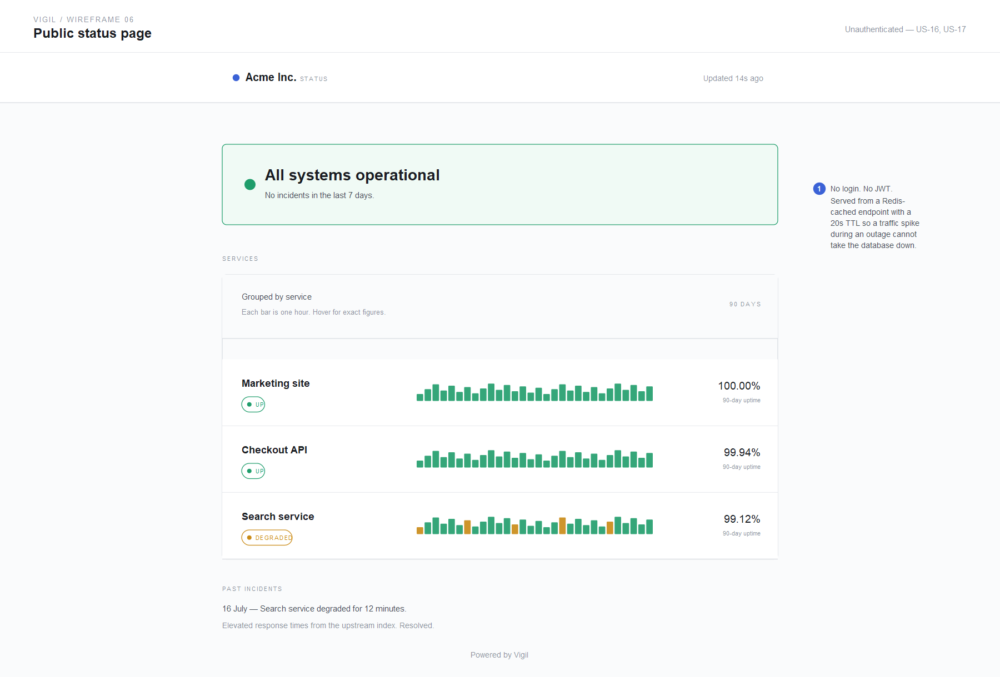 VIGIL / WIREFRAME 06
Public status page
Unauthenticated — US-16, US-17
Acme Inc. STATUS
Updated 14s ago
All systems operational
No incidents in the last 7 days.
1 No login. No JWT.
Served from a Redis-
cached endpoint with a
20s TTL so a traffic spike
during an outage cannot
take the database down.
SERVICES
Grouped by service
Each bar is one hour. Hover for exact figures.
90 DAYS
Marketing site
UP
100.00%
90-day uptime
Checkout API
UP
99.94%
90-day uptime
Search service
DEGRADED
99.12%
90-day uptime
PAST INCIDENTS
16 July — Search service degraded for 12 minutes.
Elevated response times from the upstream index. Resolved.
Powered by Vigil